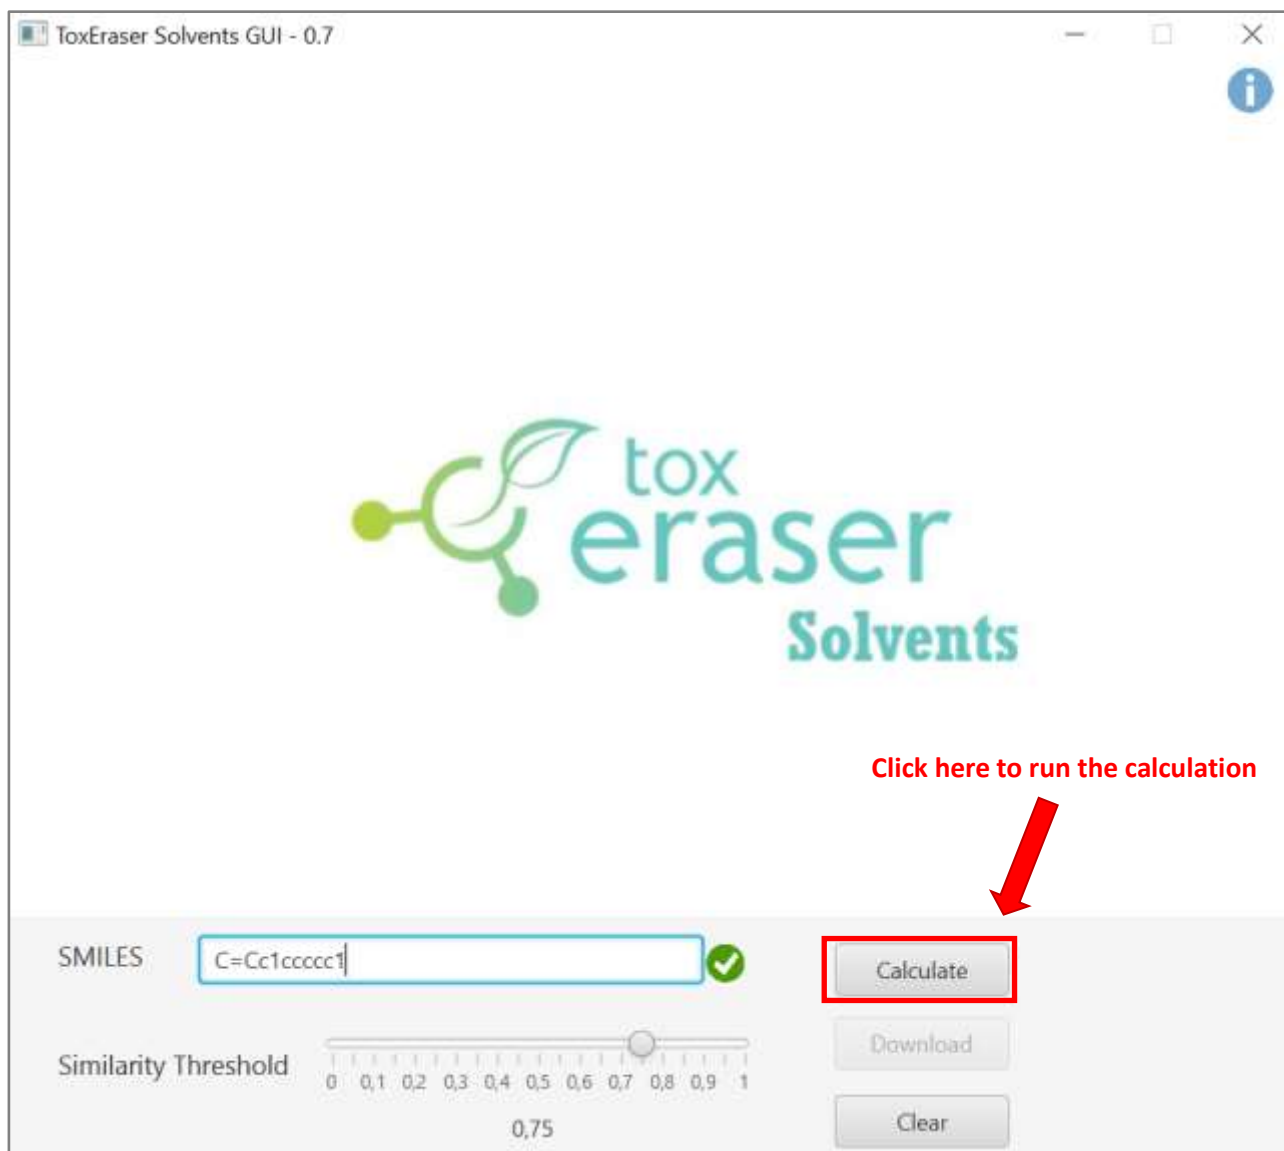 ToxEraser Solvents GUI - 0.7
i
tox
eraser
Solvents
Click here to run the calculation
SMILES
C=Cc1ccccc1
Calculate
Similarity Threshold
0 0,1 0,2 0,3 0,4 0,5 0,6 0,7 0,8 0,9 1
Download
0,75
Clear